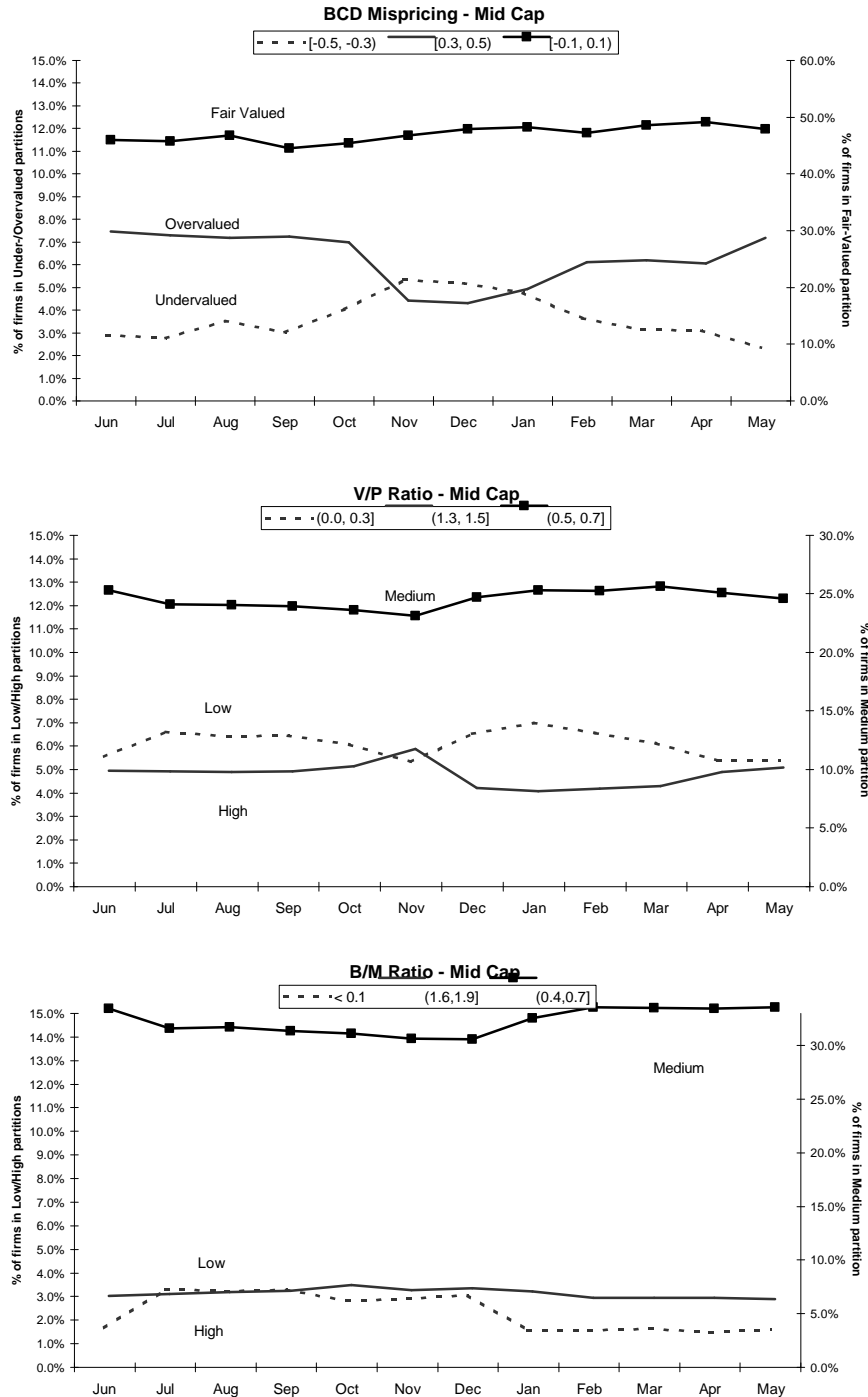 BCD Mispricing - Mid Cap
[-0.5, -0.3) [0.3, 0.5) [-0.1, 0.1)
% of firms in Under-/Overvalued partitions
15.0%
14.0%
13.0%
12.0%
11.0%
10.0%
9.0%
8.0%
7.0%
6.0%
5.0%
4.0%
3.0%
2.0%
1.0%
0.0%
Fair Valued
Overvalued
Undervalued
60.0%
50.0%
40.0%
30.0%
20.0%
10.0%
0.0%
% of firms in Fair-Valued partition
Jun Jul Aug Sep Oct Nov Dec Jan Feb Mar Apr May
V/P Ratio - Mid Cap
(0.0, 0.3] (1.3, 1.5] (0.5, 0.7]
% of firms in Low/High partitions
15.0%
14.0%
13.0%
12.0%
11.0%
10.0%
9.0%
8.0%
7.0%
6.0%
5.0%
4.0%
3.0%
2.0%
1.0%
0.0%
Medium
Low
High
30.0%
25.0%
20.0%
15.0%
10.0%
5.0%
0.0%
% of firms in Medium partition
Jun Jul Aug Sep Oct Nov Dec Jan Feb Mar Apr May
B/M Ratio - Mid Cap
< 0.1 (1.6,1.9] (0.4,0.7]
% of firms in Low/High partitions
15.0%
14.0%
13.0%
12.0%
11.0%
10.0%
9.0%
8.0%
7.0%
6.0%
5.0%
4.0%
3.0%
2.0%
1.0%
0.0%
Medium
Low
High
30.0%
25.0%
20.0%
15.0%
10.0%
5.0%
0.0%
% of firms in Medium partition
Jun Jul Aug Sep Oct Nov Dec Jan Feb Mar Apr May